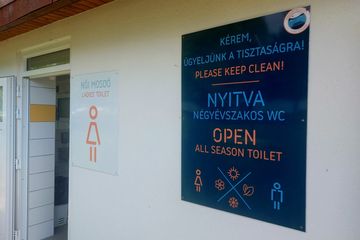 NŐI MOSDÓ
LADIES TOILET
KÉREM,
ÜGYELJÜNK A TISZTASÁGRA!
PLEASE KEEP CLEAN!
NYITVA
NÉGYÉVSZAKOS WC
OPEN
ALL SEASON TOILET